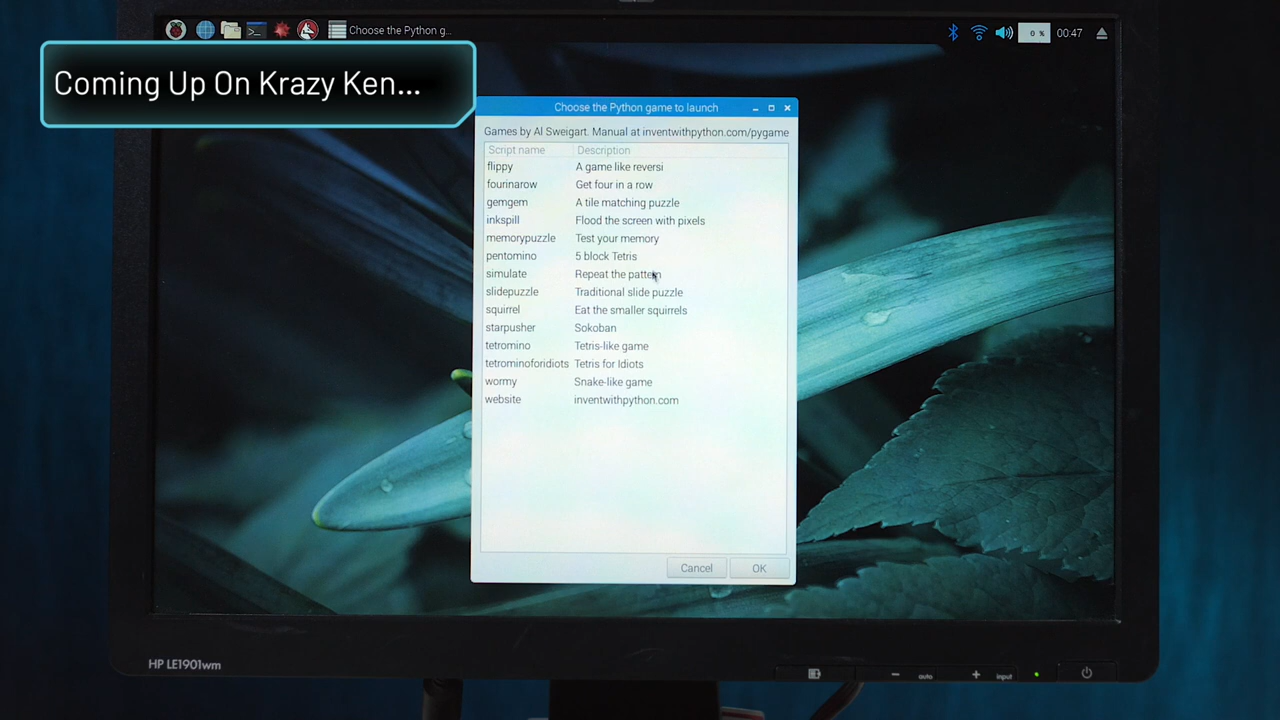 Choose the Python g...
0 %
00:47
Coming Up On Krazy Ken...
Choose the Python game to launch
Games by Al Sweigart. Manual at inventwithpython.com/pygame
Script name Description
flippy A game like reversi
fourinarow Get four in a row
gemgem A tile matching puzzle
inkspill Flood the screen with pixels
memorypuzzle Test your memory
pentomino 5 block Tetris
simulate Repeat the pattern
slidepuzzle Traditional slide puzzle
squirrel Eat the smaller squirrels
starpusher Sokoban
tetromino Tetris-like game
tetrominoforidiots Tetris for Idiots
wormy Snake-like game
website inventwithpython.com
Cancel OK
HP LE1901wm
− auto + input